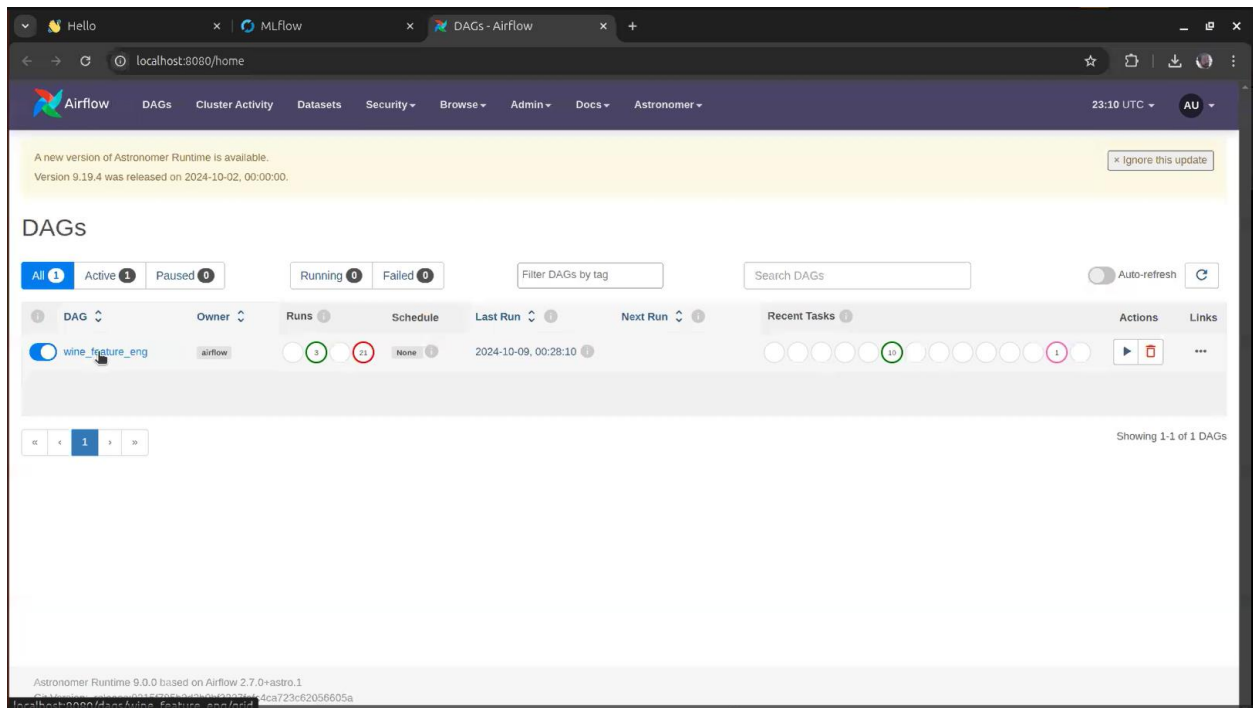 Hello
MLflow
DAGs - Airflow
localhost:8080/home
Airflow DAGs Cluster Activity Datasets Security Browse Admin Docs Astronomer 23:10 UTC AU
A new version of Astronomer Runtime is available.
Version 9.19.4 was released on 2024-10-02, 00:00:00.
× Ignore this update
DAGs
All 1 Active 1 Paused 0 Running 0 Failed 0 Filter DAGs by tag Search DAGs Auto-refresh
DAG Owner Runs Schedule Last Run Next Run Recent Tasks Actions Links
wine_feature_eng airflow 3 21 None 2024-10-09, 00:28:10 10 1
« ‹ 1 › »
Showing 1-1 of 1 DAGs
Astronomer Runtime 9.0.0 based on Airflow 2.7.0+astro.1
localhost:8080/dags/wine_feature_eng/grid